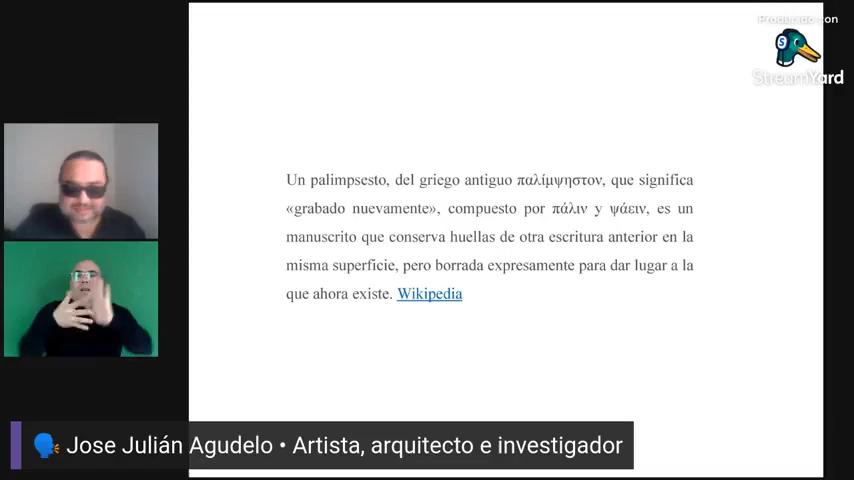 Producido con
StreamYard
Un palimpsesto, del griego antiguo παλίμψηστον, que significa
«grabado nuevamente», compuesto por πάλιν y ψάειν, es un
manuscrito que conserva huellas de otra escritura anterior en la
misma superficie, pero borrada expresamente para dar lugar a la
que ahora existe. Wikipedia
Jose Julián Agudelo • Artista, arquitecto e investigador